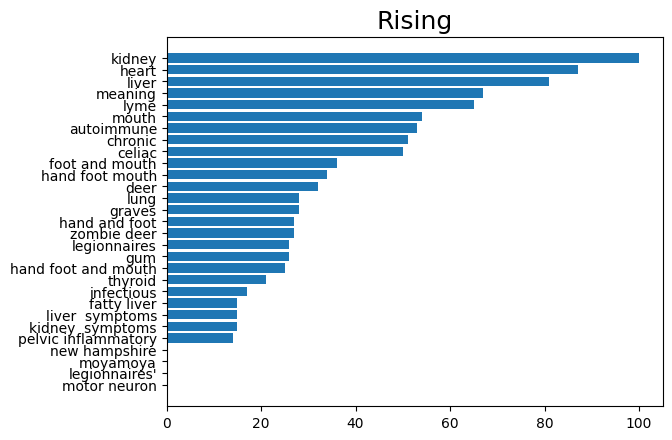 Rising
kidney
heart
liver
meaning
lyme
mouth
autoimmune
chronic
celiac
foot and mouth
hand foot mouth
deer
lung
graves
hand and foot
zombie deer
legionnaires
gum
hand foot and mouth
thyroid
infectious
fatty liver
liver  symptoms
kidney  symptoms
pelvic inflammatory
new hampshire
moyamoya
legionnaires'
motor neuron
0 20 40 60 80 100